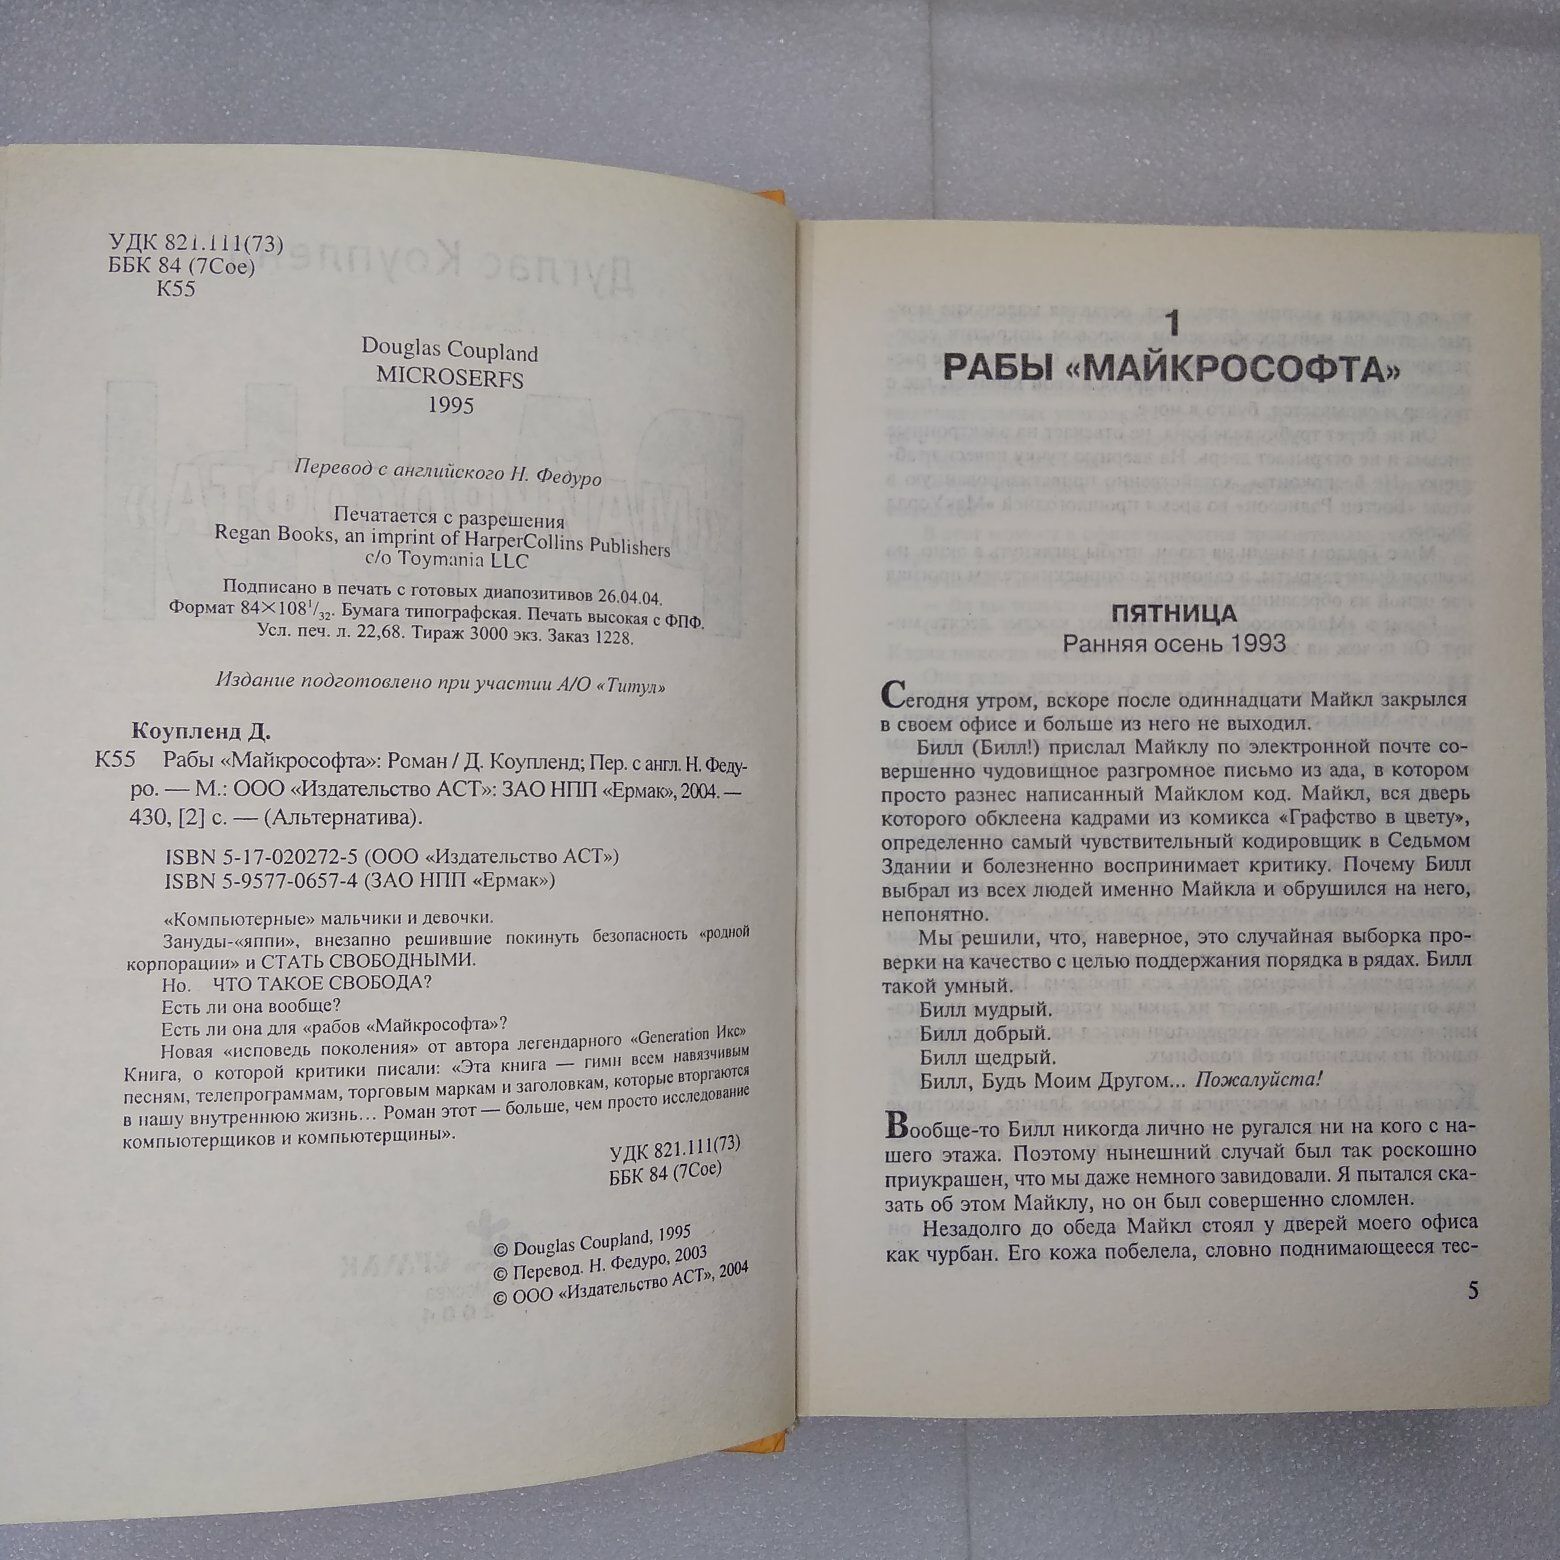 УДК 821.111(73)
ББК 84 (7Сое)
К55
Douglas Coupland
MICROSERFS
1995
Перевод с английского Н. Федуро
Печатается с разрешения
Regan Books, an imprint of HarperCollins Publishers
c/o Toymania LLC
Подписано в печать с готовых диапозитивов 26.04.04.
Формат 84×108¹/₃₂. Бумага типографская. Печать высокая с ФПФ.
Усл. печ. л. 22,68. Тираж 3000 экз. Заказ 1228.
Издание подготовлено при участии А/О «Титул»
Коупленд Д.
К55 Рабы «Майкрософта»: Роман / Д. Коупленд; Пер. с англ. Н. Феду-
ро. — М.: ООО «Издательство АСТ»: ЗАО НПП «Ермак», 2004. —
430, [2] с. — (Альтернатива).
ISBN 5-17-020272-5 (ООО «Издательство АСТ»)
ISBN 5-9577-0657-4 (ЗАО НПП «Ермак»)
«Компьютерные» мальчики и девочки.
Зануды-«яппи», внезапно решившие покинуть безопасность «родной
корпорации» и СТАТЬ СВОБОДНЫМИ.
Но. ЧТО ТАКОЕ СВОБОДА?
Есть ли она вообще?
Есть ли она для «рабов «Майкрософта»?
Новая «исповедь поколения» от автора легендарного «Generation Икс»
Книга, о которой критики писали: «Эта книга — гимн всем навязчивым
песням, телепрограммам, торговым маркам и заголовкам, которые вторгаются
в нашу внутреннюю жизнь... Роман этот — больше, чем просто исследование
компьютерщиков и компьютерщины».
УДК 821.111(73)
ББК 84 (7Сое)
© Douglas Coupland, 1995
© Перевод. Н. Федуро, 2003
© ООО «Издательство АСТ», 2004
1
РАБЫ «МАЙКРОСОФТА»
ПЯТНИЦА
Ранняя осень 1993
Сегодня утром, вскоре после одиннадцати Майкл закрылся
в своем офисе и больше из него не выходил.
Билл (Билл!) прислал Майклу по электронной почте со-
вершенно чудовищное разгромное письмо из ада, в котором
просто разнес написанный Майклом код. Майкл, вся дверь
которого обклеена кадрами из комикса «Графство в цвету»,
определенно самый чувствительный кодировщик в Седьмом
Здании и болезненно воспринимает критику. Почему Билл
выбрал из всех людей именно Майкла и обрушился на него,
непонятно.
Мы решили, что, наверное, это случайная выборка про-
верки на качество с целью поддержания порядка в рядах. Билл
такой умный.
Билл мудрый.
Билл добрый.
Билл щедрый.
Билл, Будь Моим Другом... Пожалуйста!
Вообще-то Билл никогда лично не ругался ни на кого с на-
шего этажа. Поэтому нынешний случай был так роскошно
приукрашен, что мы даже немного завидовали. Я пытался ска-
зать об этом Майклу, но он был совершенно сломлен.
Незадолго до обеда Майкл стоял у дверей моего офиса
как чурбан. Его кожа побелела, словно поднимающееся тес-
5